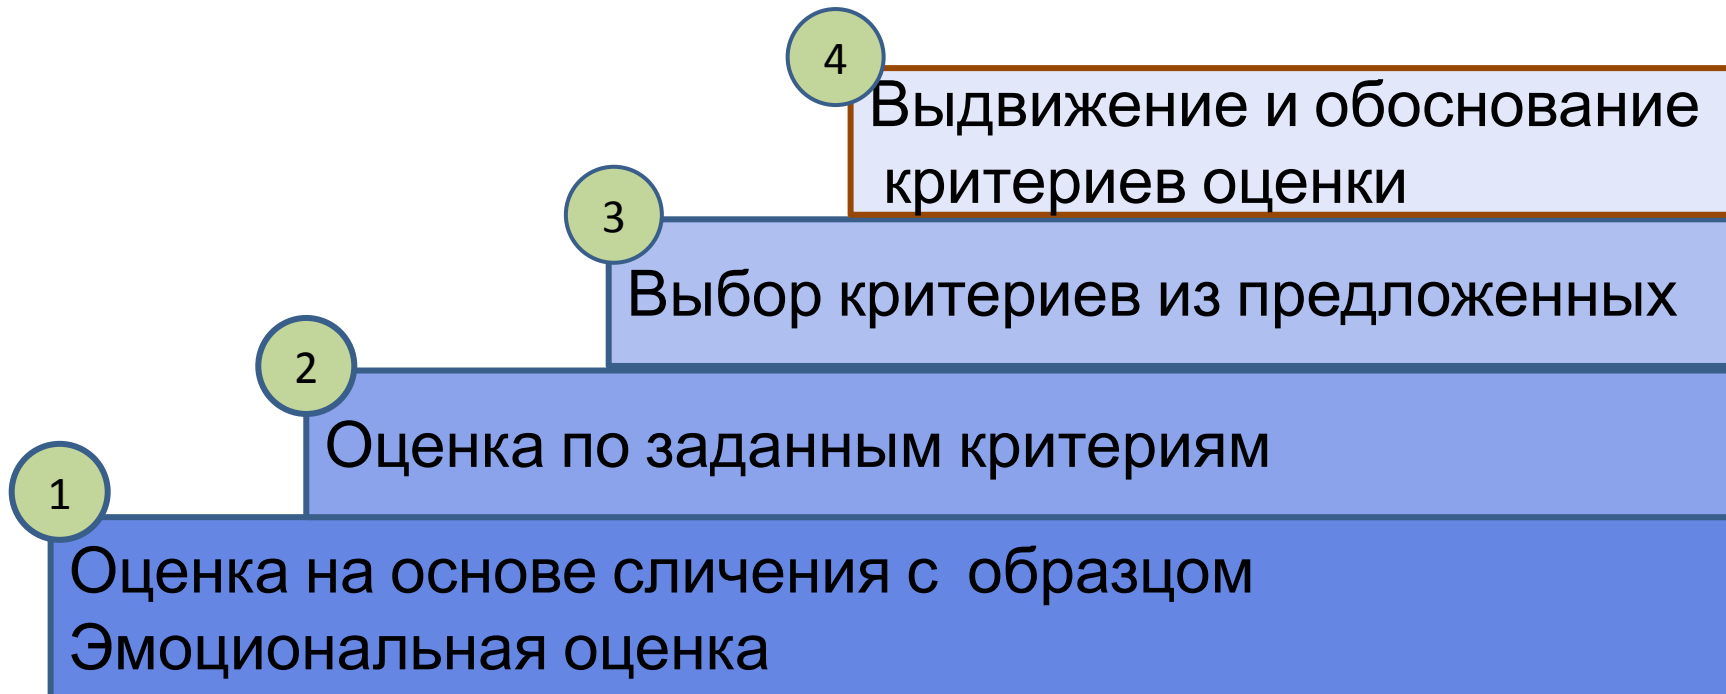 4
Выдвижение и обоснование
критериев оценки
3
Выбор критериев из предложенных
2
Оценка по заданным критериям
1
Оценка на основе сличения с образцом
Эмоциональная оценка